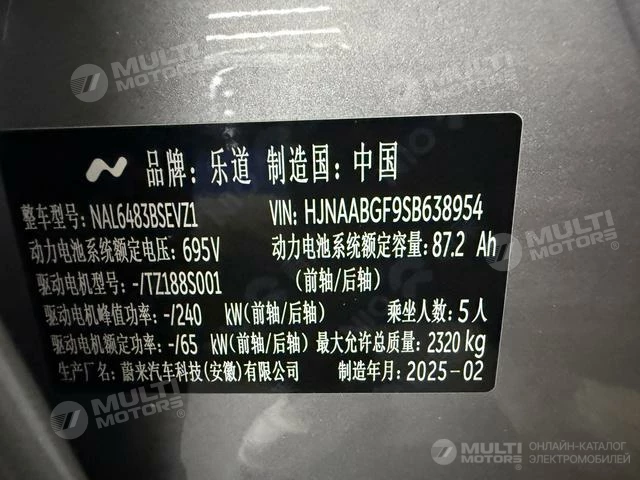 MULTI MOTORS
MULTI MOTORS
品牌: 乐道 制造国: 中国
整车型号: NAL6483BSEVZ1 VIN: HJNAABGF9SB638954
动力电池系统额定电压: 695V 动力电池系统额定容量: 87.2 Ah
驱动电机型号: -/TZ188S001 (前轴/后轴)
驱动电机峰值功率: -/240 kW(前轴/后轴) 乘坐人数: 5人
驱动电机额定功率: -/65 kW(前轴/后轴) 最大允许总质量: 2320 kg
生产厂名: 蔚来汽车科技(安徽)有限公司 制造年月: 2025-02
MULTI MOTORS
MULTI MOTORS
ОНЛАЙН-КАТАЛОГ
ЭЛЕКТРОМОБИЛЕЙ